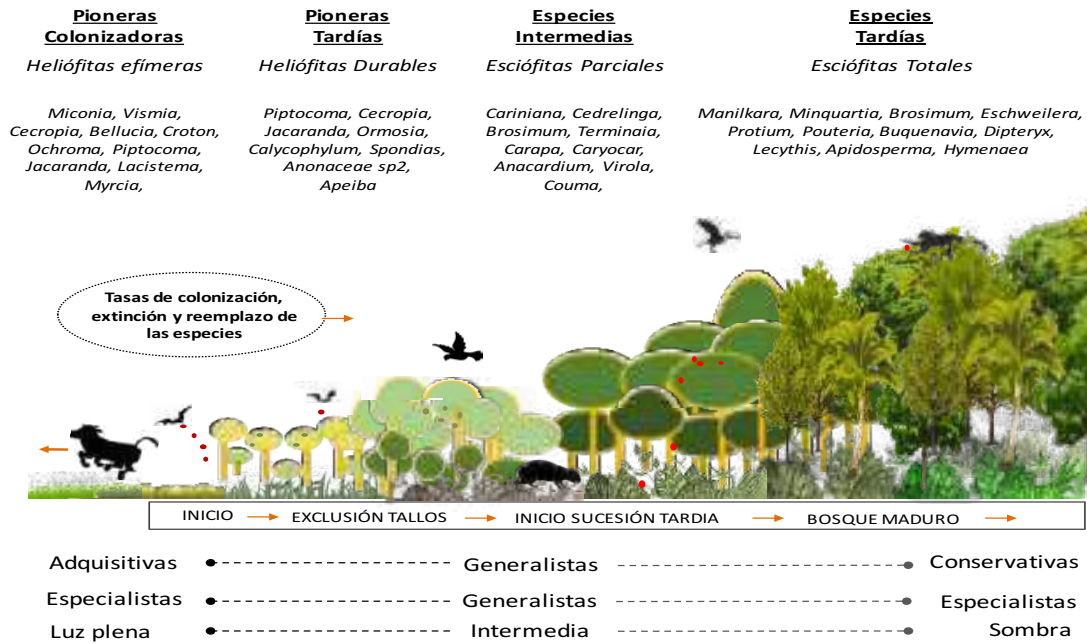 Pioneras
Colonizadoras
Heliófitas efímeras
Miconia, Vismia,
Cecropia, Bellucia, Croton,
Ochroma, Piptocoma,
Jacaranda, Lacistema,
Myrcia,
Pioneras
Tardías
Heliófitas Durables
Piptocoma, Cecropia,
Jacaranda, Ormosia,
Calycophylum, Spondias,
Anonaceae sp2,
Apeiba
Especies
Intermedias
Esciófitas Parciales
Cariniana, Cedrelinga,
Brosimum, Terminaia,
Carapa, Caryocar,
Anacardium, Virola,
Couma,
Especies
Tardías
Esciófitas Totales
Manilkara, Minquartia, Brosimum, Eschweilera,
Protium, Pouteria, Buquenavia, Dipteryx,
Lecythis, Apidosperma, Hymenaea
Tasas de colonización,
extinción y reemplazo de
las especies
INICIO EXCLUSIÓN TALLOS INICIO SUCESIÓN TARDIA BOSQUE MADURO
Adquisitivas Generalistas Conservativas
Especialistas Generalistas Especialistas
Luz plena Intermedia Sombra